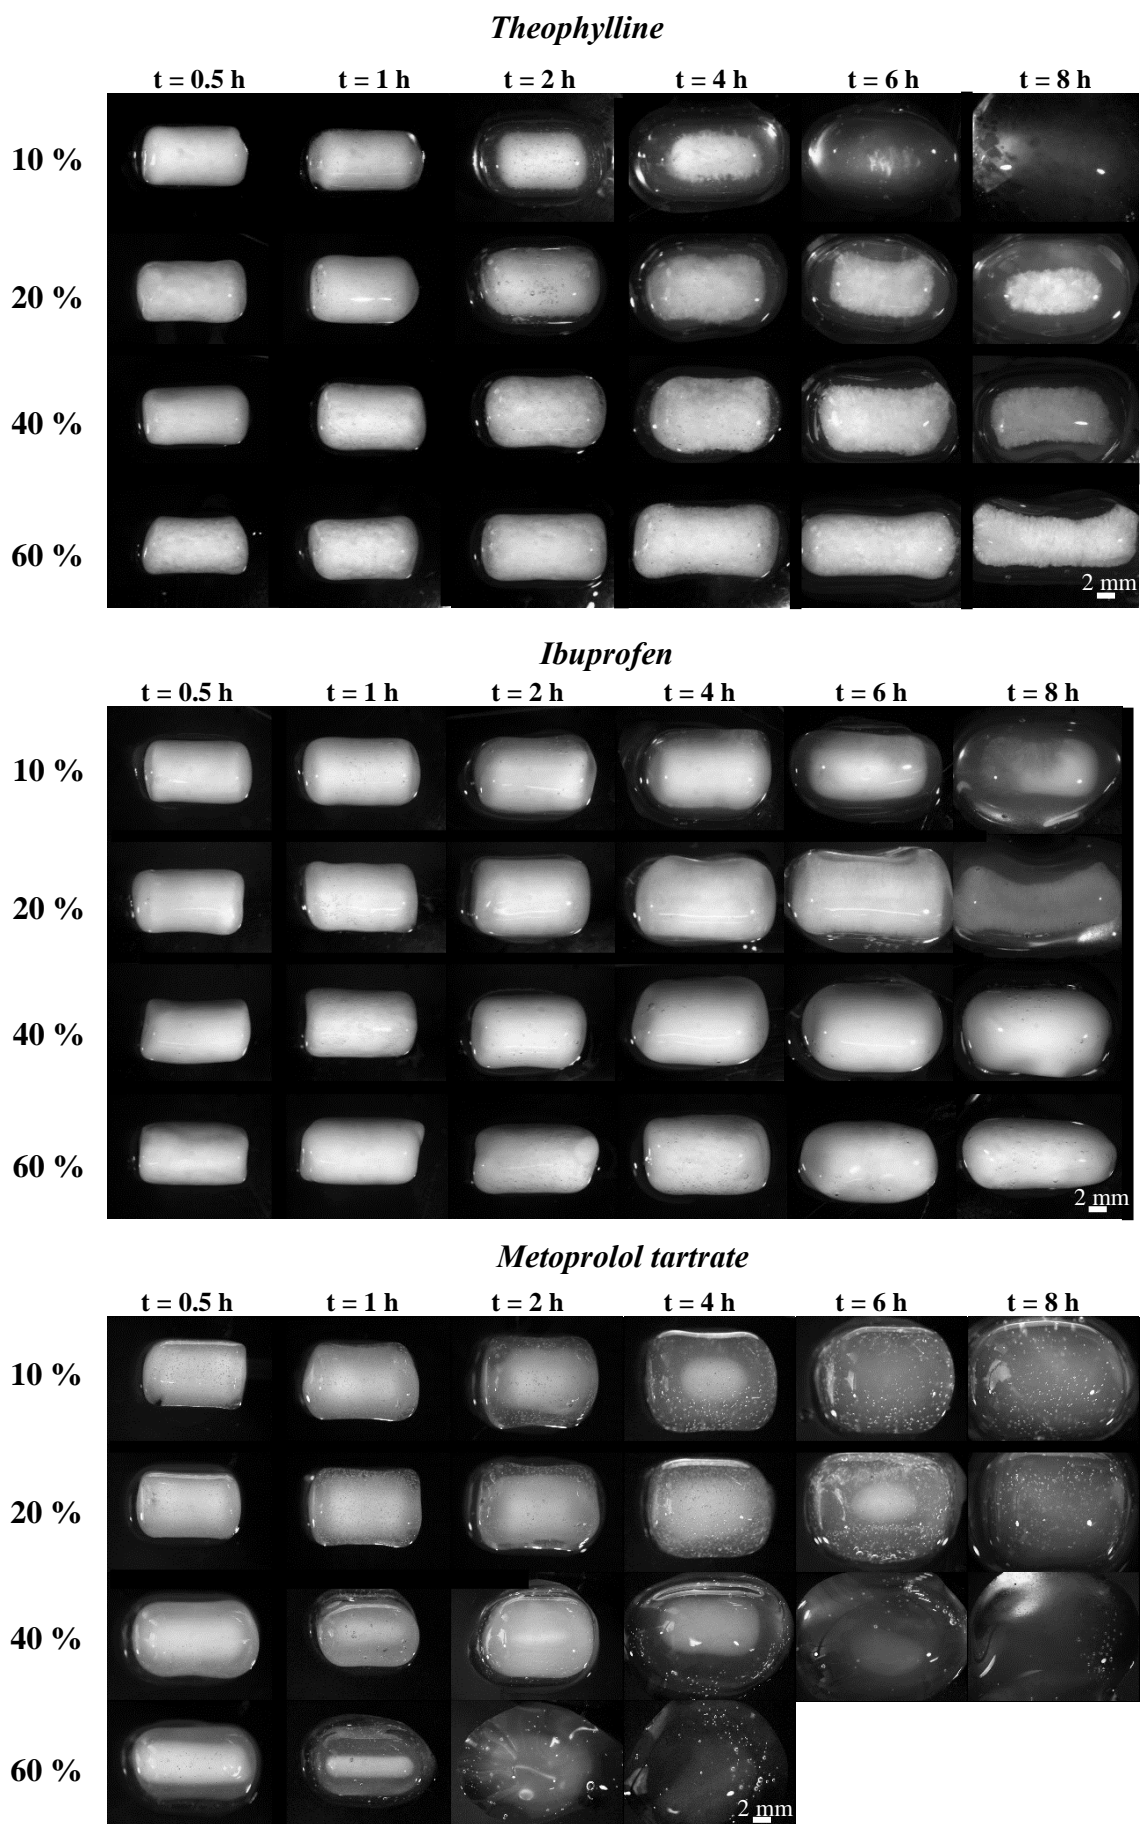 Theophylline
t = 0.5 h t = 1 h t = 2 h t = 4 h t = 6 h t = 8 h
10 %
20 %
40 %
60 %
2 mm
Ibuprofen
t = 0.5 h t = 1 h t = 2 h t = 4 h t = 6 h t = 8 h
10 %
20 %
40 %
60 %
2 mm
Metoprolol tartrate
t = 0.5 h t = 1 h t = 2 h t = 4 h t = 6 h t = 8 h
10 %
20 %
40 %
60 %
2 mm